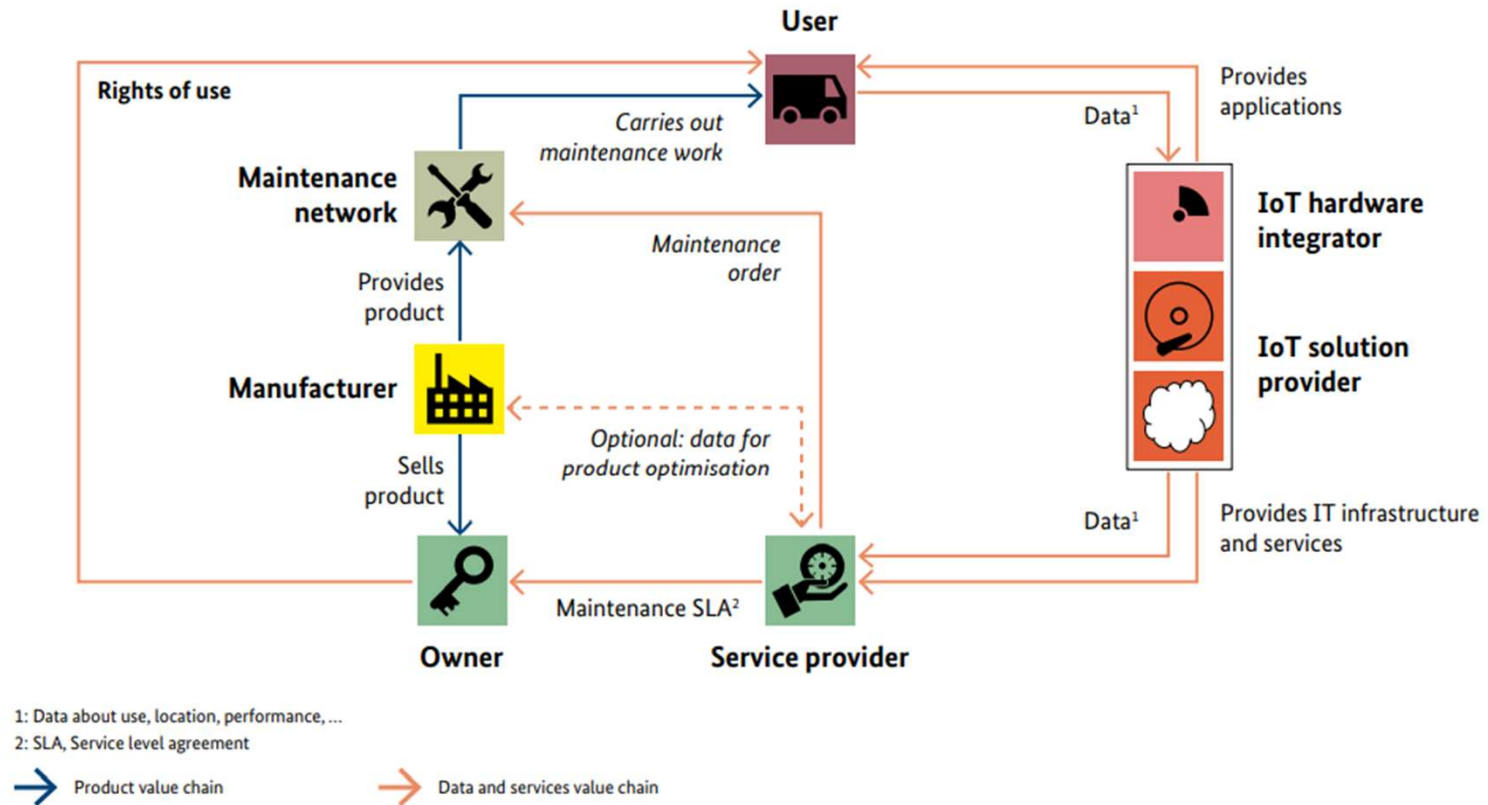 User
Rights of use
Provides
applications
Data¹
Carries out
maintenance work
Maintenance
network
IoT hardware
integrator
Maintenance
order
Provides
product
IoT solution
provider
Manufacturer
Optional: data for
product optimisation
Sells
product
Data¹
Provides IT infrastructure
and services
Maintenance SLA²
Owner
Service provider
1: Data about use, location, performance, ...
2: SLA, Service level agreement
Product value chain
Data and services value chain